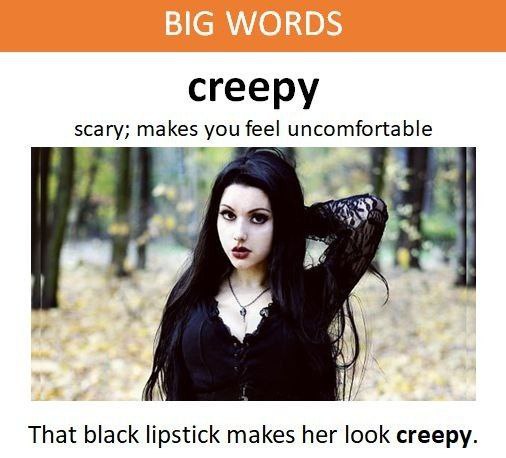 BIG WORDS
creepy
scary; makes you feel uncomfortable
That black lipstick makes her look creepy.